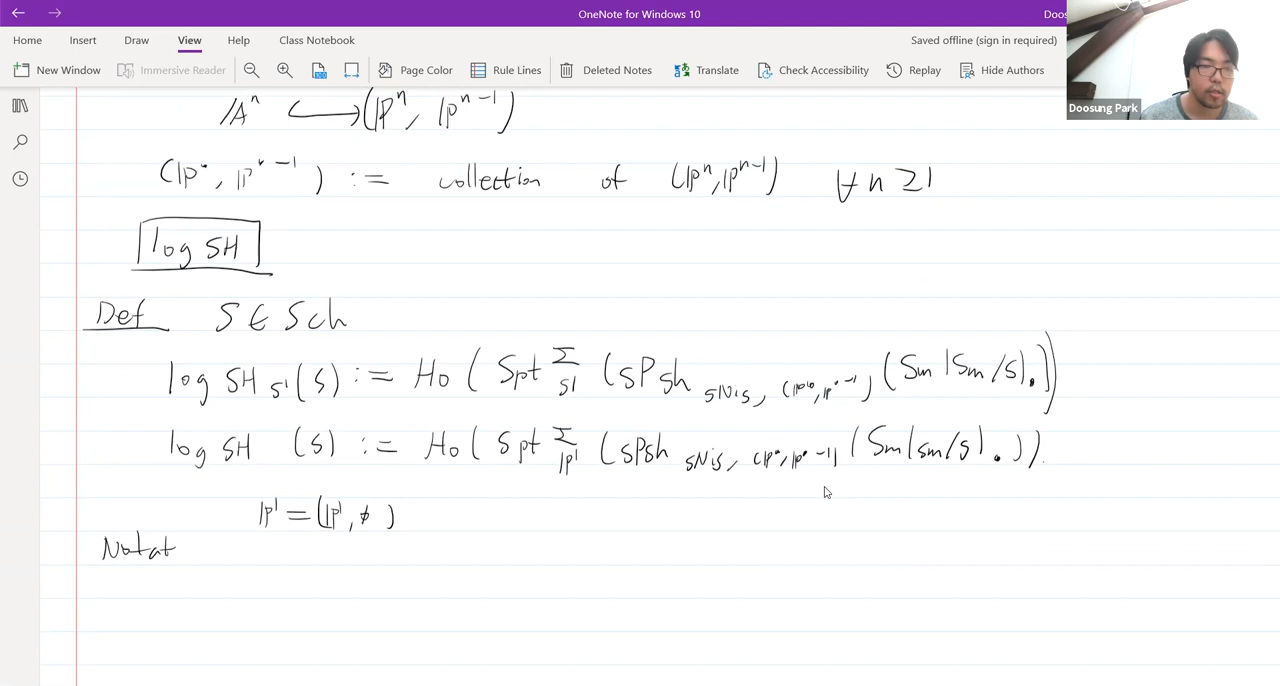 OneNote for Windows 10
Doos
Home Insert Draw View Help Class Notebook
Saved offline (sign in required)
New Window Immersive Reader Page Color Rule Lines Deleted Notes Translate Check Accessibility Replay Hide Authors
Doosung Park
𝔸ⁿ ↪ (ℙⁿ, ℙⁿ⁻¹)
(ℙ^•, ℙ^{•-1}) := collection of (ℙⁿ, ℙⁿ⁻¹) ∀ n ≥ 1
log SH
Def S ∈ Sch
log SH_{S¹}(S) := Ho(Spt^Σ_{S¹}(sPsh_{sNis, (ℙ^•, ℙ^{•-1})}(Sm|Sm/S)_•))
log SH (S) := Ho(Spt^Σ_{ℙ¹}(sPsh_{sNis, (ℙ^•, ℙ^{•-1})}(Sm|Sm/S)_•)).
ℙ¹ = (ℙ¹, ∅)
Notat